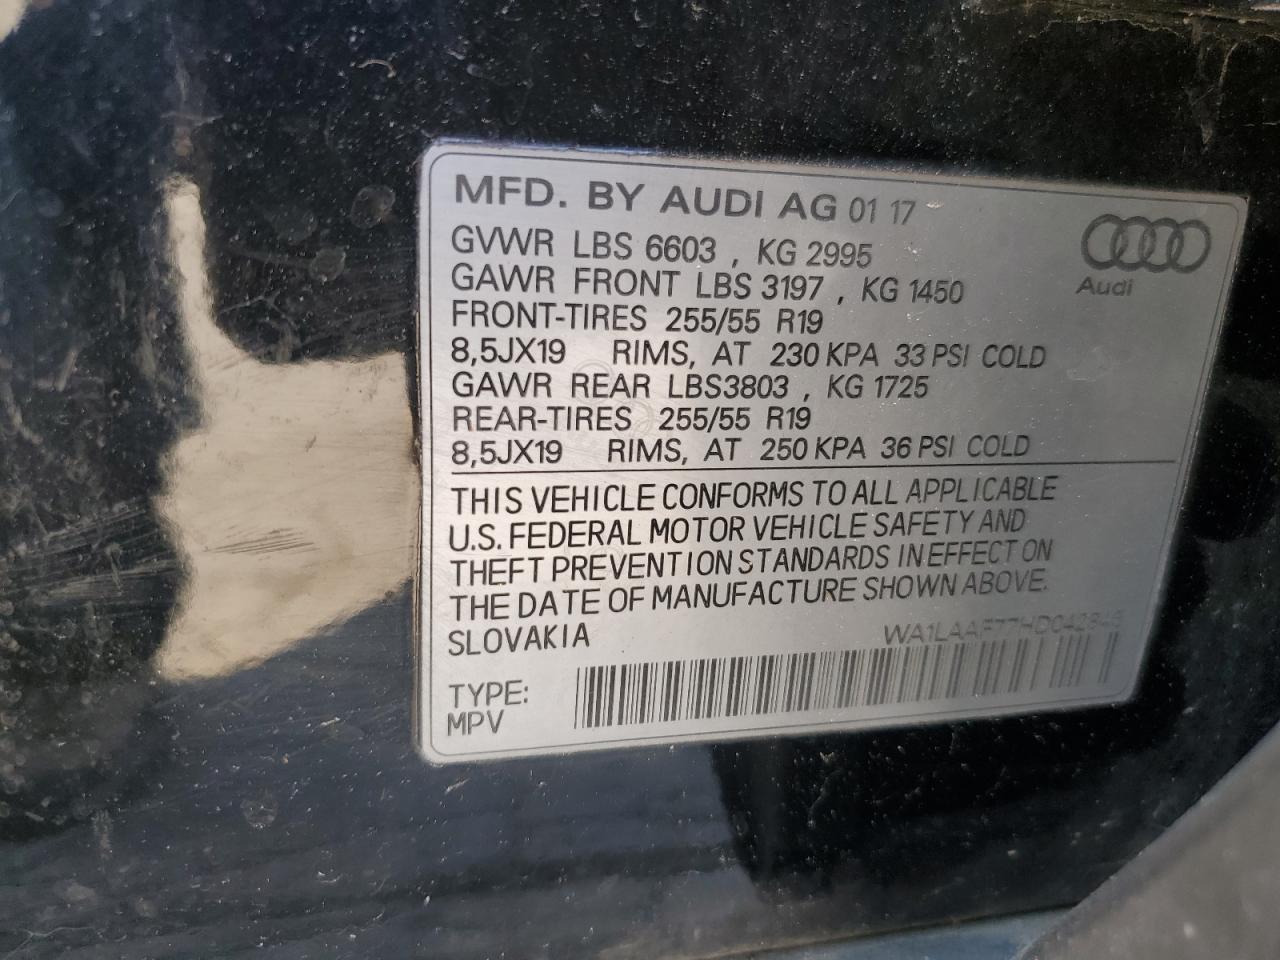 MFD. BY AUDI AG 01 17
GVWR LBS 6603 , KG 2995
GAWR FRONT LBS 3197 , KG 1450
FRONT-TIRES 255/55 R19
8,5JX19 RIMS, AT 230 KPA 33 PSI COLD
GAWR REAR LBS3803 , KG 1725
REAR-TIRES 255/55 R19
8,5JX19 RIMS, AT 250 KPA 36 PSI COLD
Audi
THIS VEHICLE CONFORMS TO ALL APPLICABLE
U.S. FEDERAL MOTOR VEHICLE SAFETY AND
THEFT PREVENTION STANDARDS IN EFFECT ON
THE DATE OF MANUFACTURE SHOWN ABOVE.
SLOVAKIA
TYPE:
MPV